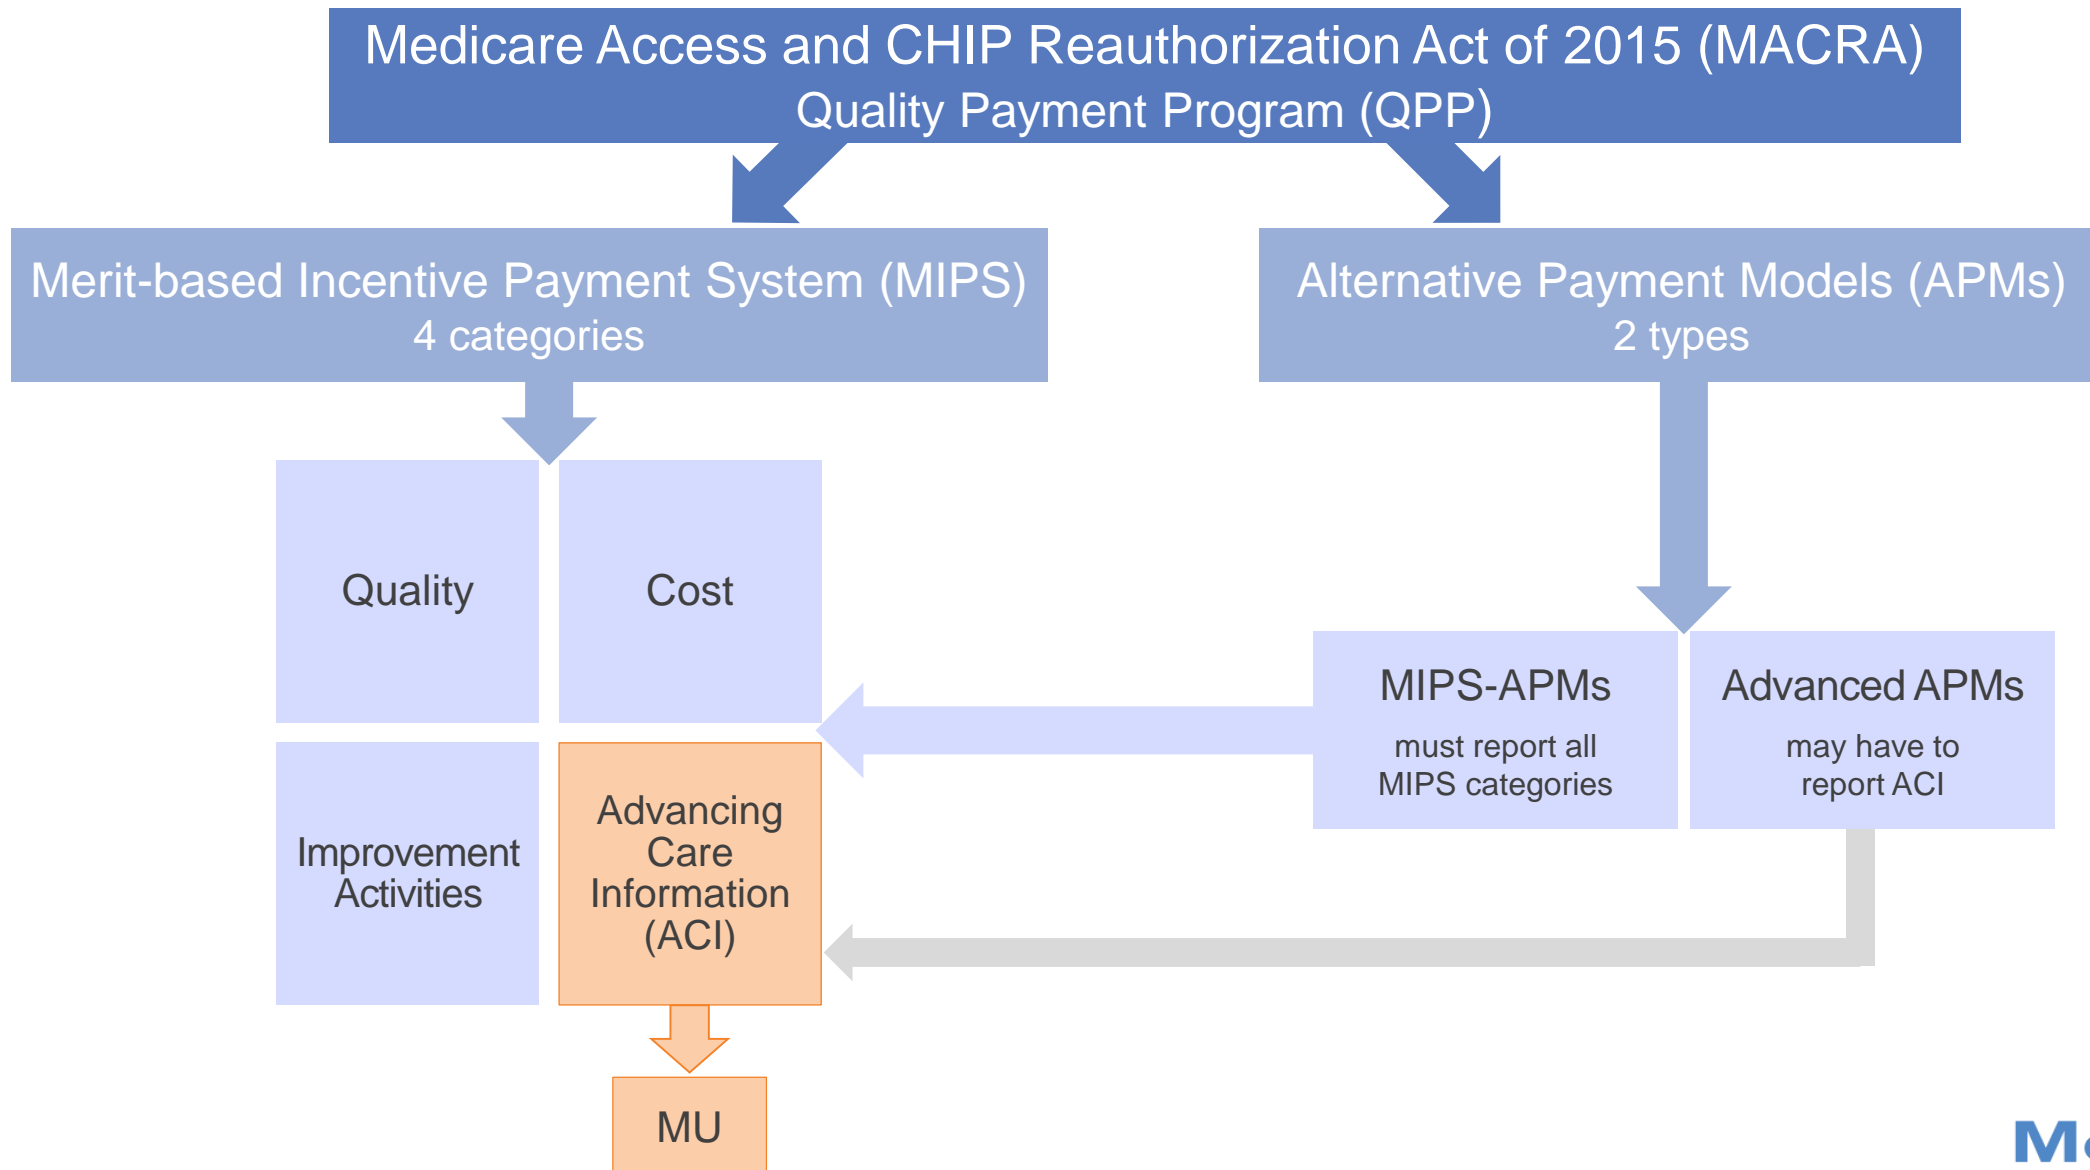 Medicare Access and CHIP Reauthorization Act of 2015 (MACRA)
Quality Payment Program (QPP)
Merit-based Incentive Payment System (MIPS)
4 categories
Alternative Payment Models (APMs)
2 types
Quality
Cost
Improvement
Activities
Advancing
Care
Information
(ACI)
MIPS-APMs
must report all
MIPS categories
Advanced APMs
may have to
report ACI
MU